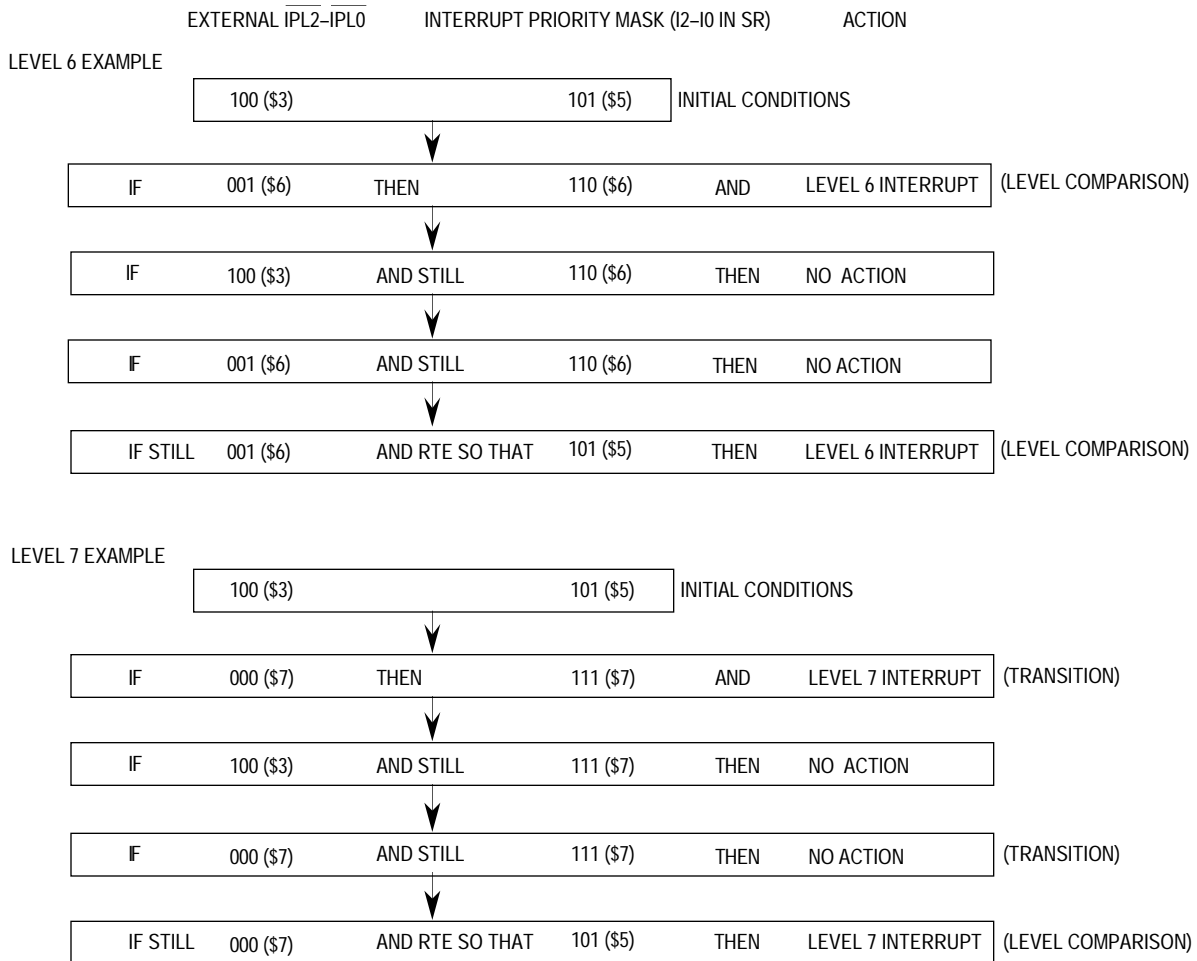 EXTERNAL IPL2–IPL0 INTERRUPT PRIORITY MASK (I2–I0 IN SR) ACTION
LEVEL 6 EXAMPLE
100 ($3) 101 ($5) INITIAL CONDITIONS
IF 001 ($6) THEN 110 ($6) AND LEVEL 6 INTERRUPT (LEVEL COMPARISON)
IF 100 ($3) AND STILL 110 ($6) THEN NO ACTION
IF 001 ($6) AND STILL 110 ($6) THEN NO ACTION
IF STILL 001 ($6) AND RTE SO THAT 101 ($5) THEN LEVEL 6 INTERRUPT (LEVEL COMPARISON)
LEVEL 7 EXAMPLE
100 ($3) 101 ($5) INITIAL CONDITIONS
IF 000 ($7) THEN 111 ($7) AND LEVEL 7 INTERRUPT (TRANSITION)
IF 100 ($3) AND STILL 111 ($7) THEN NO ACTION
IF 000 ($7) AND STILL 111 ($7) THEN NO ACTION (TRANSITION)
IF STILL 000 ($7) AND RTE SO THAT 101 ($5) THEN LEVEL 7 INTERRUPT (LEVEL COMPARISON)